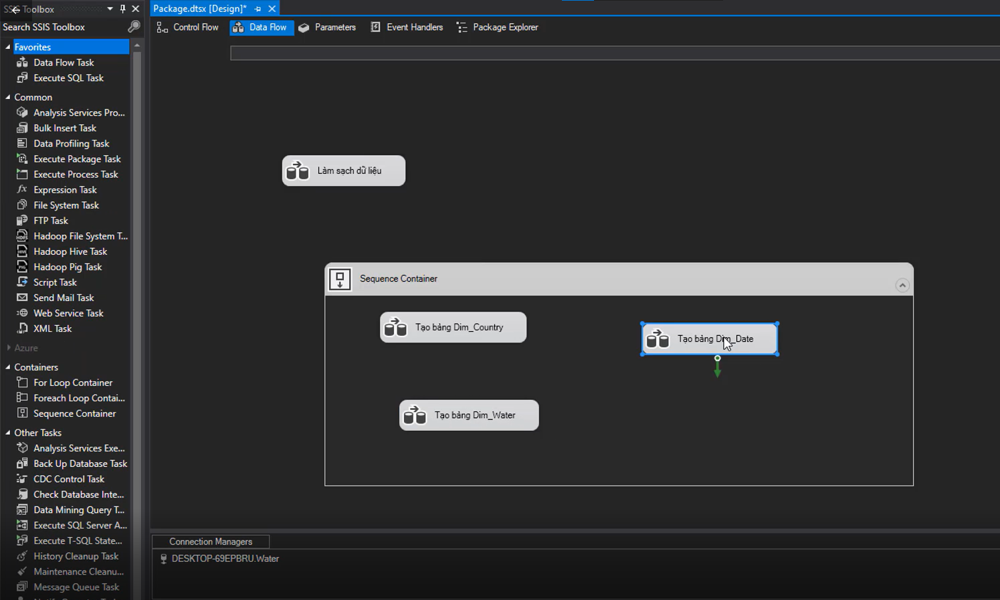 SSIS Toolbox
Search SSIS Toolbox
Favorites
Data Flow Task
Execute SQL Task
Common
Analysis Services Pro...
Bulk Insert Task
Data Profiling Task
Execute Package Task
Execute Process Task
Expression Task
File System Task
FTP Task
Hadoop File System T...
Hadoop Hive Task
Hadoop Pig Task
Script Task
Send Mail Task
Web Service Task
XML Task
Azure
Containers
For Loop Container
Foreach Loop Contai...
Sequence Container
Other Tasks
Analysis Services Exe...
Back Up Database Task
CDC Control Task
Check Database Inte...
Data Mining Query T...
Execute SQL Server A...
Execute T-SQL State...
History Cleanup Task
Maintenance Cleanu...
Message Queue Task
Package.dtsx [Design]*
Control Flow
Data Flow
Parameters
Event Handlers
Package Explorer
Làm sạch dữ liệu
Sequence Container
Tạo bảng Dim_Country
Tạo bảng Dim_Date
Tạo bảng Dim_Water
Connection Managers
DESKTOP-69EPBRU.Water